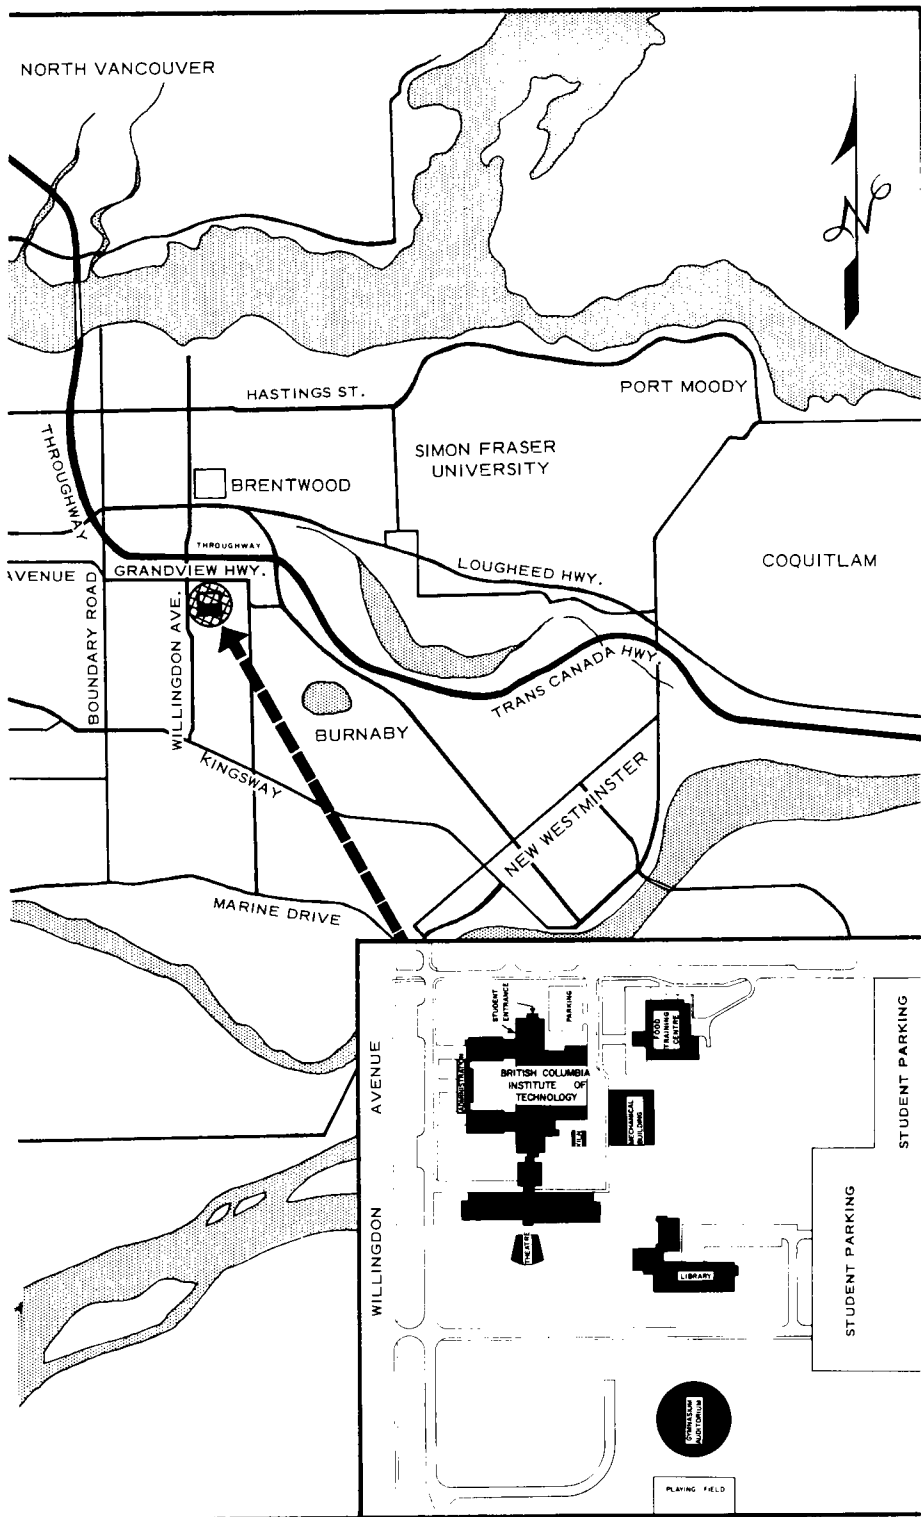 NORTH VANCOUVER
N
HASTINGS ST.
PORT MOODY
THROUGHWAY
SIMON FRASER
UNIVERSITY
BRENTWOOD
THROUGHWAY
AVENUE
GRANDVIEW HWY.
LOUGHEED HWY.
COQUITLAM
BOUNDARY ROAD
WILLINGDON AVE.
TRANS CANADA HWY
BURNABY
KINGSWAY
NEW WESTMINSTER
MARINE DRIVE
WILLINGDON AVENUE
STUDENT
ENTRANCE
PARKING
FOOD
TRAINING
CENTRE
BRITISH COLUMBIA
INSTITUTE OF
TECHNOLOGY
MECHANICAL
BUILDING
THEATRE
LIBRARY
STUDENT PARKING
STUDENT PARKING
GYMNASIUM
AUDITORIUM
PLAYING FIELD